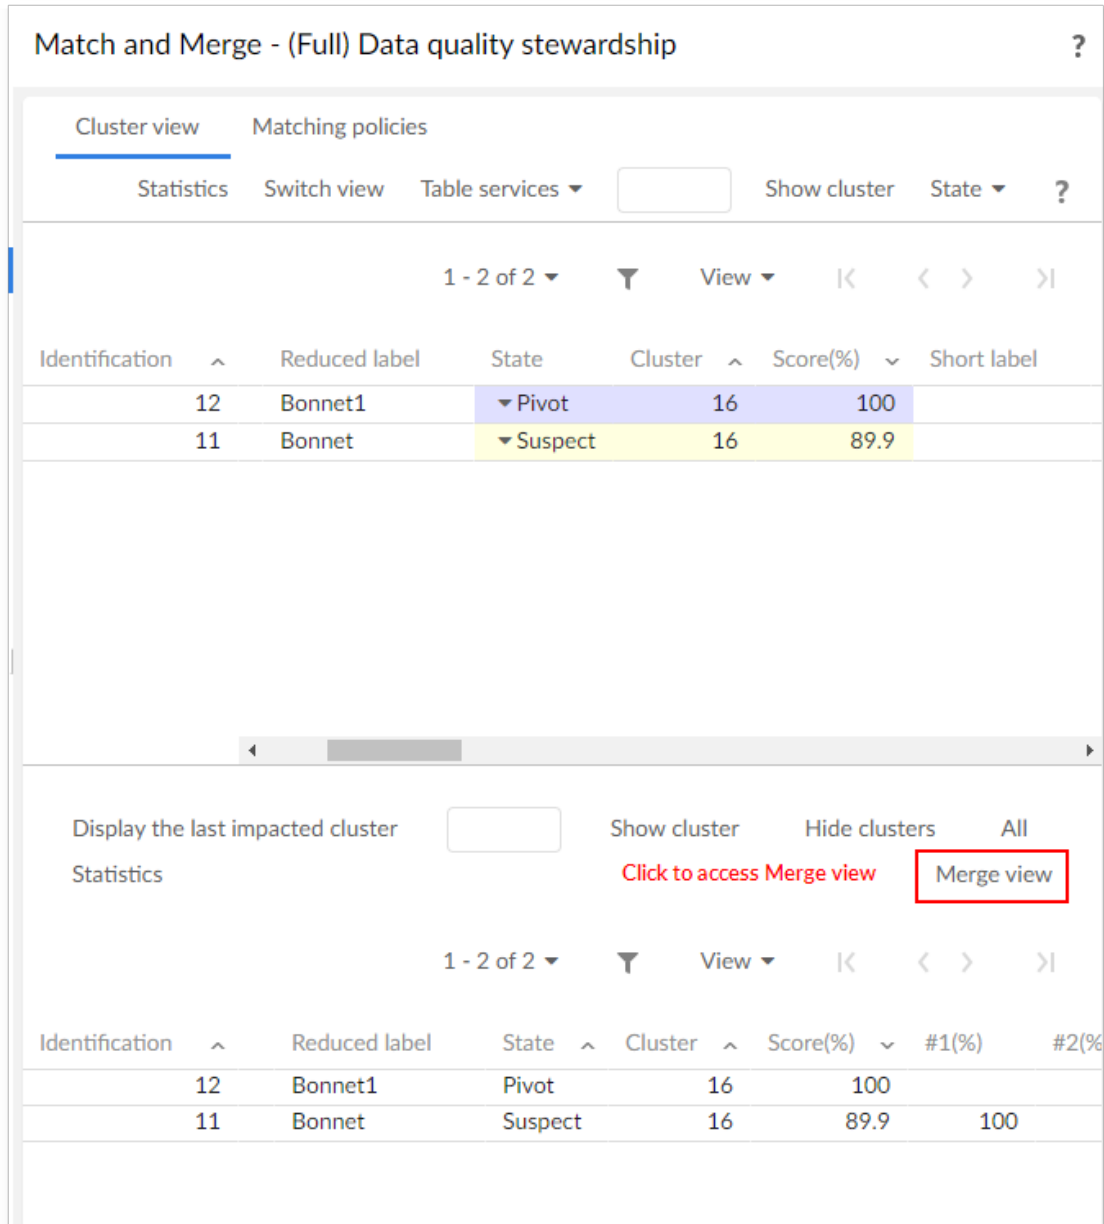 Match and Merge - (Full) Data quality stewardship ?
Cluster view Matching policies
Statistics Switch view Table services Show cluster State ?
1 - 2 of 2 View
Identification Reduced label State Cluster Score(%) Short label
12 Bonnet1 Pivot 16 100
11 Bonnet Suspect 16 89.9
Display the last impacted cluster Show cluster Hide clusters All
Statistics Click to access Merge view Merge view
1 - 2 of 2 View
Identification Reduced label State Cluster Score(%) #1(%) #2(%
12 Bonnet1 Pivot 16 100
11 Bonnet Suspect 16 89.9 100